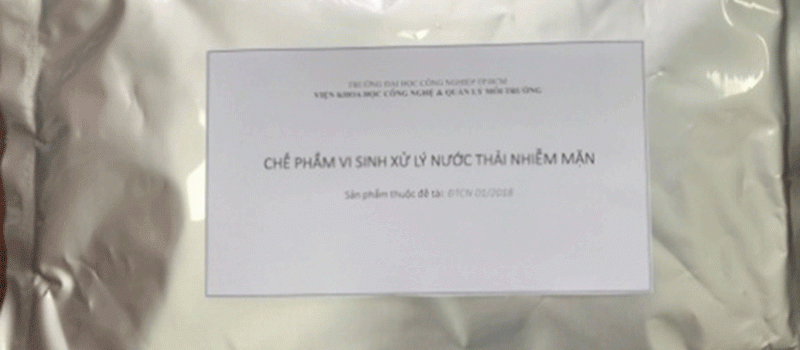 TRƯỜNG ĐẠI HỌC CÔNG NGHIỆP TP.HCM
VIỆN KHOA HỌC CÔNG NGHỆ & QUẢN LÝ MÔI TRƯỜNG
CHẾ PHẨM VI SINH XỬ LÝ NƯỚC THẢI NHIỄM MẶN
Sản phẩm thuộc đề tài: ĐTCN 01/2018